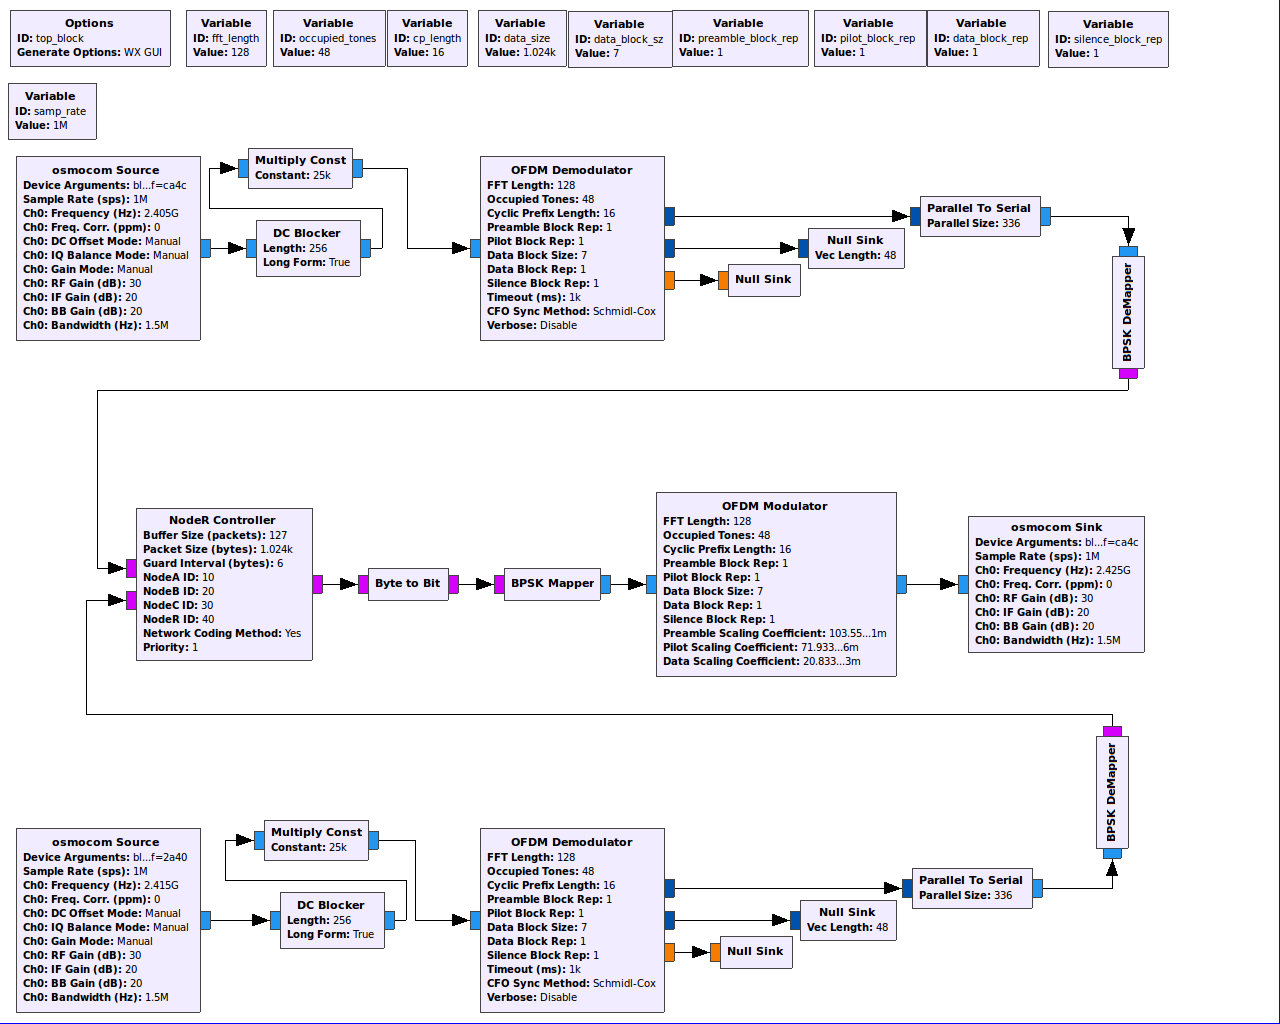 Options
ID: top_block
Generate Options: WX GUI
Variable
ID: fft_length
Value: 128
Variable
ID: occupied_tones
Value: 48
Variable
ID: cp_length
Value: 16
Variable
ID: data_size
Value: 1.024k
Variable
ID: data_block_sz
Value: 7
Variable
ID: preamble_block_rep
Value: 1
Variable
ID: pilot_block_rep
Value: 1
Variable
ID: data_block_rep
Value: 1
Variable
ID: silence_block_rep
Value: 1
Variable
ID: samp_rate
Value: 1M
osmocom Source
Device Arguments: bl...f=ca4c
Sample Rate (sps): 1M
Ch0: Frequency (Hz): 2.405G
Ch0: Freq. Corr. (ppm): 0
Ch0: DC Offset Mode: Manual
Ch0: IQ Balance Mode: Manual
Ch0: Gain Mode: Manual
Ch0: RF Gain (dB): 30
Ch0: IF Gain (dB): 20
Ch0: BB Gain (dB): 20
Ch0: Bandwidth (Hz): 1.5M
Multiply Const
Constant: 25k
DC Blocker
Length: 256
Long Form: True
OFDM Demodulator
FFT Length: 128
Occupied Tones: 48
Cyclic Prefix Length: 16
Preamble Block Rep: 1
Pilot Block Rep: 1
Data Block Size: 7
Data Block Rep: 1
Silence Block Rep: 1
Timeout (ms): 1k
CFO Sync Method: Schmidl-Cox
Verbose: Disable
Parallel To Serial
Parallel Size: 336
Null Sink
Vec Length: 48
Null Sink
BPSK DeMapper
NodeR Controller
Buffer Size (packets): 127
Packet Size (bytes): 1.024k
Guard Interval (bytes): 6
NodeA ID: 10
NodeB ID: 20
NodeC ID: 30
NodeR ID: 40
Network Coding Method: Yes
Priority: 1
Byte to Bit
BPSK Mapper
OFDM Modulator
FFT Length: 128
Occupied Tones: 48
Cyclic Prefix Length: 16
Preamble Block Rep: 1
Pilot Block Rep: 1
Data Block Size: 7
Data Block Rep: 1
Silence Block Rep: 1
Preamble Scaling Coefficient: 103.55...1m
Pilot Scaling Coefficient: 71.933...6m
Data Scaling Coefficient: 20.833...3m
osmocom Sink
Device Arguments: bl...f=ca4c
Sample Rate (sps): 1M
Ch0: Frequency (Hz): 2.425G
Ch0: Freq. Corr. (ppm): 0
Ch0: RF Gain (dB): 30
Ch0: IF Gain (dB): 20
Ch0: BB Gain (dB): 20
Ch0: Bandwidth (Hz): 1.5M
BPSK DeMapper
osmocom Source
Device Arguments: bl...f=2a40
Sample Rate (sps): 1M
Ch0: Frequency (Hz): 2.415G
Ch0: Freq. Corr. (ppm): 0
Ch0: DC Offset Mode: Manual
Ch0: IQ Balance Mode: Manual
Ch0: Gain Mode: Manual
Ch0: RF Gain (dB): 30
Ch0: IF Gain (dB): 20
Ch0: BB Gain (dB): 20
Ch0: Bandwidth (Hz): 1.5M
Multiply Const
Constant: 25k
DC Blocker
Length: 256
Long Form: True
OFDM Demodulator
FFT Length: 128
Occupied Tones: 48
Cyclic Prefix Length: 16
Preamble Block Rep: 1
Pilot Block Rep: 1
Data Block Size: 7
Data Block Rep: 1
Silence Block Rep: 1
Timeout (ms): 1k
CFO Sync Method: Schmidl-Cox
Verbose: Disable
Parallel To Serial
Parallel Size: 336
Null Sink
Vec Length: 48
Null Sink